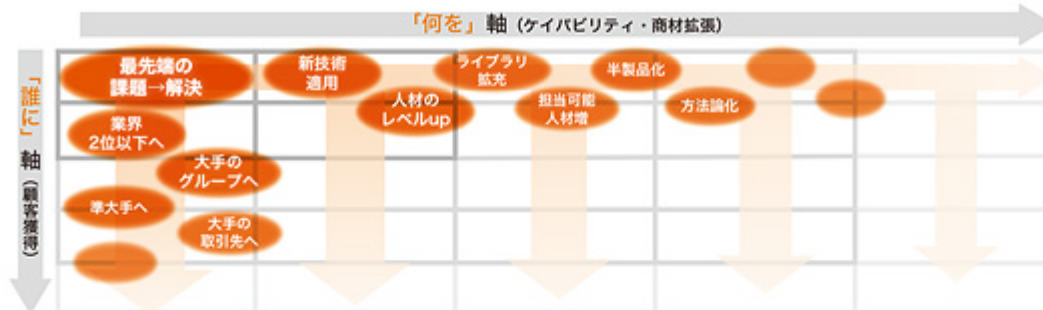 「何を」軸（ケイパビリティ・商材拡張）
「誰に」軸（顧客獲得）
最先端の
課題→解決
新技術
適用
ライブラリ
拡充
半製品化
人材の
レベルup
担当可能
人材増
方法論化
業界
2位以下へ
大手の
グループへ
準大手へ
大手の
取引先へ